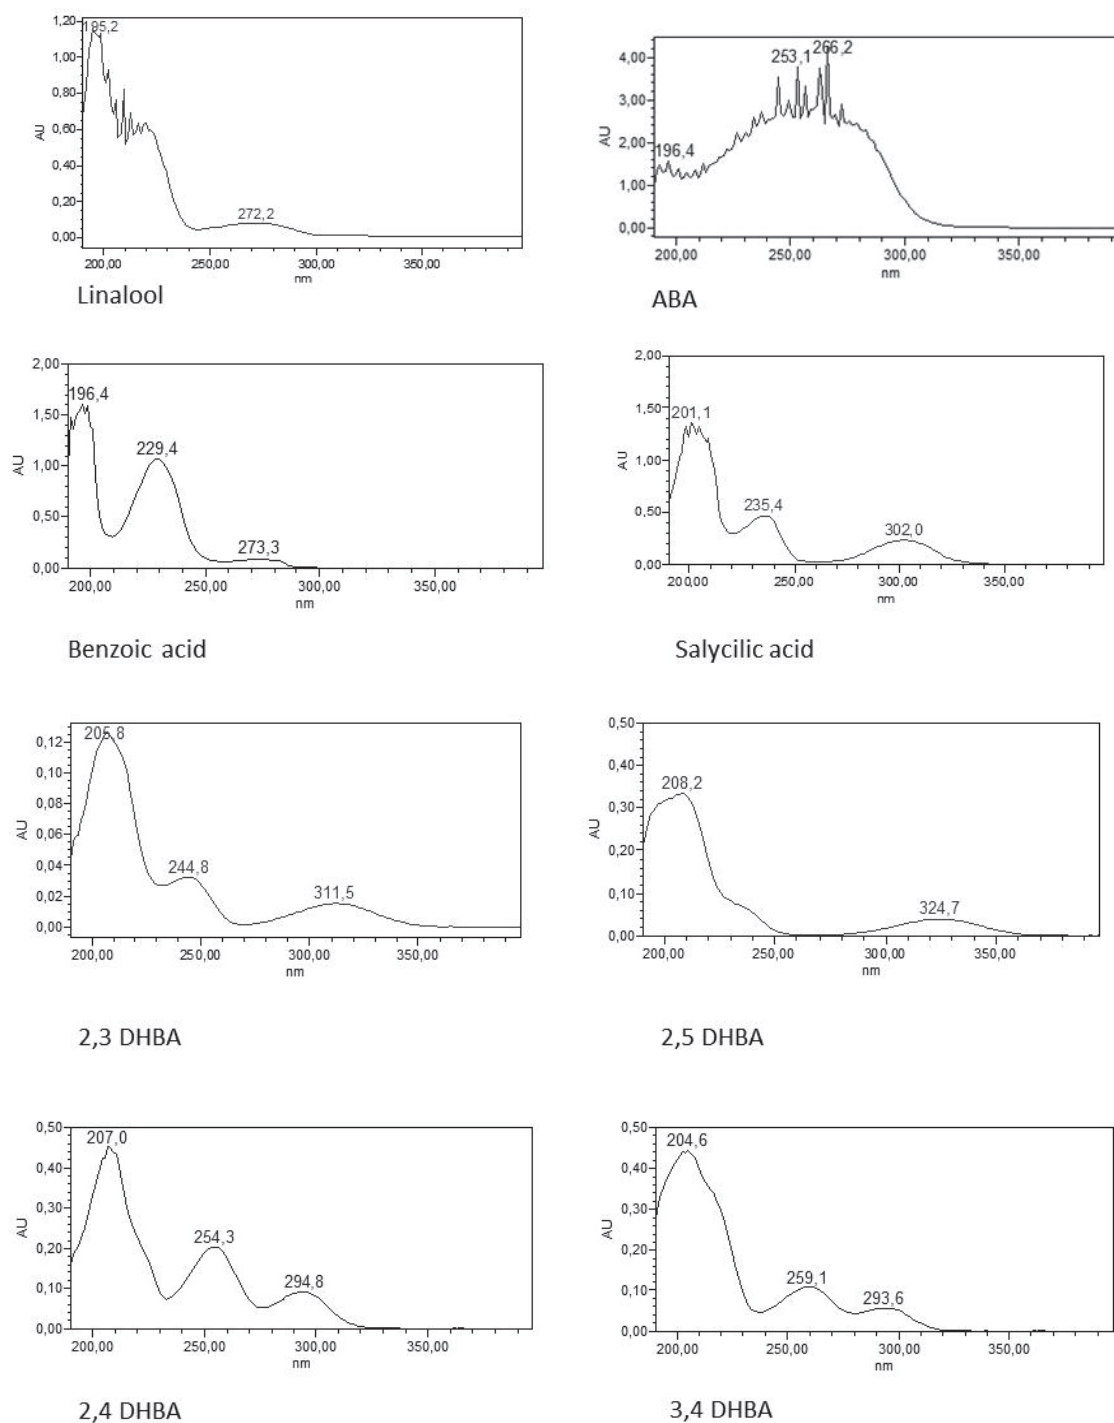 1,20
1,00
0,80
0,60
0,40
0,20
0,00
AU
195,2
272,2
200,00 250,00 300,00 350,00
nm
Linalool
4,00
3,00
2,00
1,00
0,00
AU
196,4
253,1
266,2
200,00 250,00 300,00 350,00
nm
ABA
2,00
1,50
1,00
0,50
0,00
AU
196,4
229,4
273,3
200,00 250,00 300,00 350,00
nm
Benzoic acid
2,00
1,50
1,00
0,50
0,00
AU
201,1
235,4
302,0
200,00 250,00 300,00 350,00
nm
Salycilic acid
0,12
0,10
0,08
0,06
0,04
0,02
0,00
AU
205,8
244,8
311,5
200,00 250,00 300,00 350,00
nm
2,3 DHBA
0,50
0,40
0,30
0,20
0,10
0,00
AU
208,2
324,7
200,00 250,00 300,00 350,00
nm
2,5 DHBA
0,50
0,40
0,30
0,20
0,10
0,00
AU
207,0
254,3
294,8
200,00 250,00 300,00 350,00
nm
2,4 DHBA
0,50
0,40
0,30
0,20
0,10
0,00
AU
204,6
259,1
293,6
200,00 250,00 300,00 350,00
nm
3,4 DHBA